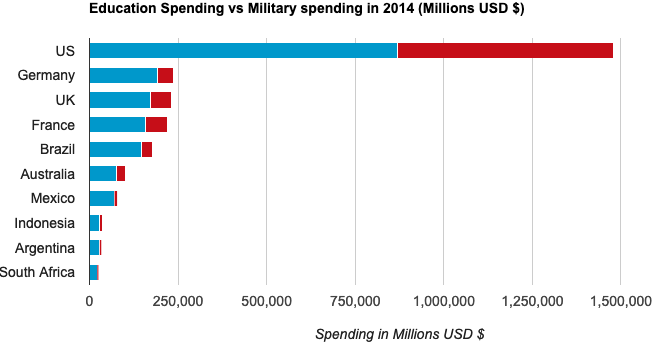 Education Spending vs Military spending in 2014 (Millions USD $)
US
Germany
UK
France
Brazil
Australia
Mexico
Indonesia
Argentina
South Africa
0 250,000 500,000 750,000 1,000,000 1,250,000 1,500,000
Spending in Millions USD $